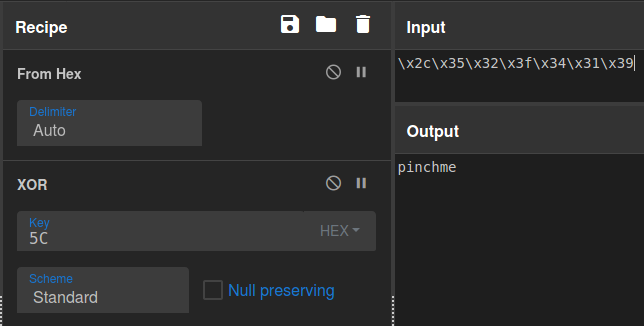 Recipe
From Hex
Delimiter
Auto
XOR
Key
5C
HEX
Scheme
Standard
Null preserving
Input
\x2c\x35\x32\x3f\x34\x31\x39
Output
pinchme